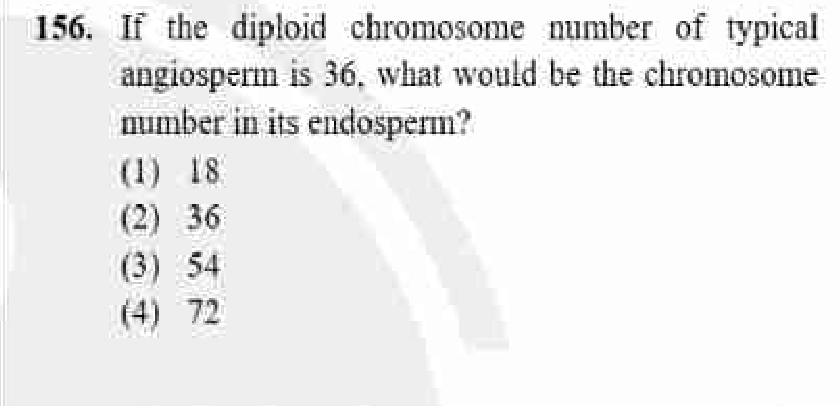 156. If the diploid chromosome number of typical
angiosperm is 36, what would be the chromosome
number in its endosperm?
(1) 18
(2) 36
(3) 54
(4) 72